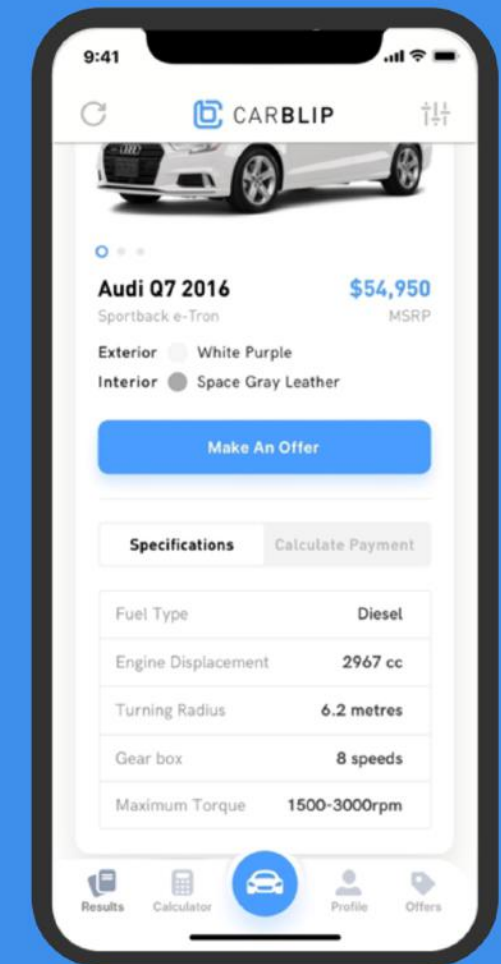 9:41
CARBLIP
Audi Q7 2016 $54,950
Sportback e-Tron MSRP
Exterior White Purple
Interior Space Gray Leather
Make An Offer
Specifications Calculate Payment
Fuel Type Diesel
Engine Displacement 2967 cc
Turning Radius 6.2 metres
Gear box 8 speeds
Maximum Torque 1500-3000rpm
Results Calculator Profile Offers